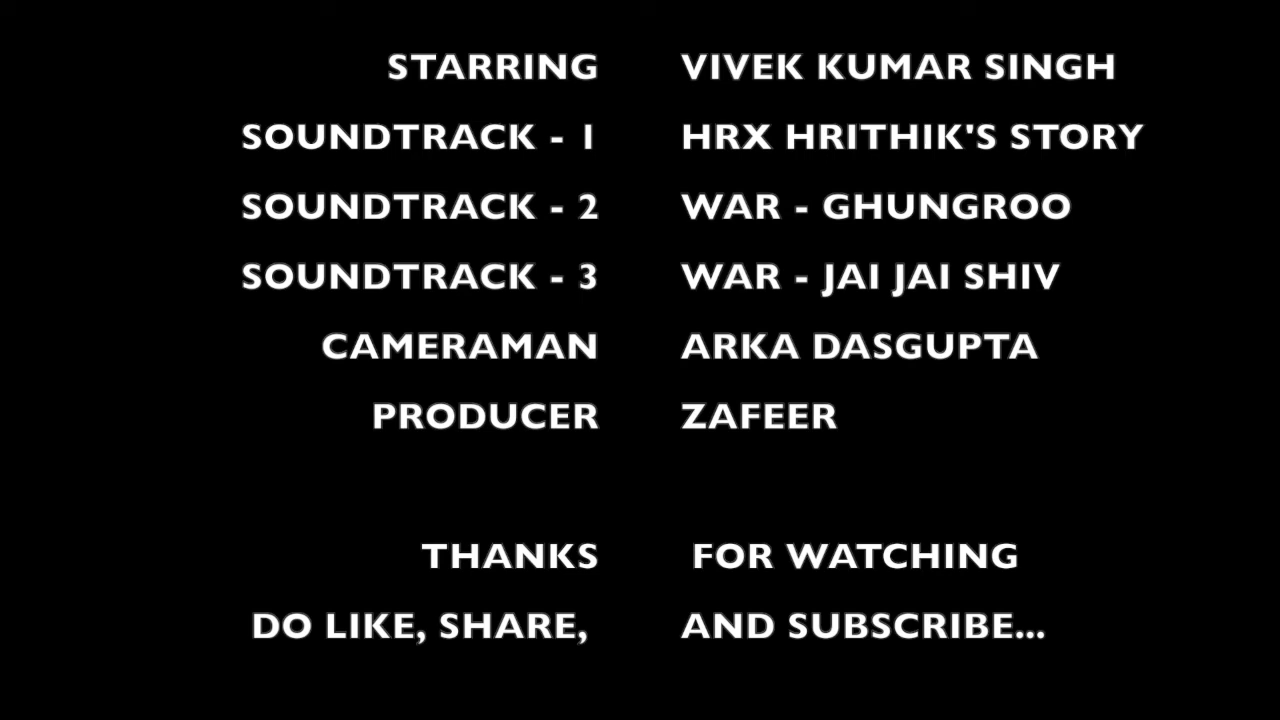 STARRING VIVEK KUMAR SINGH
SOUNDTRACK - 1 HRX HRITHIK'S STORY
SOUNDTRACK - 2 WAR - GHUNGROO
SOUNDTRACK - 3 WAR - JAI JAI SHIV
CAMERAMAN ARKA DASGUPTA
PRODUCER ZAFEER
THANKS FOR WATCHING
DO LIKE, SHARE, AND SUBSCRIBE...